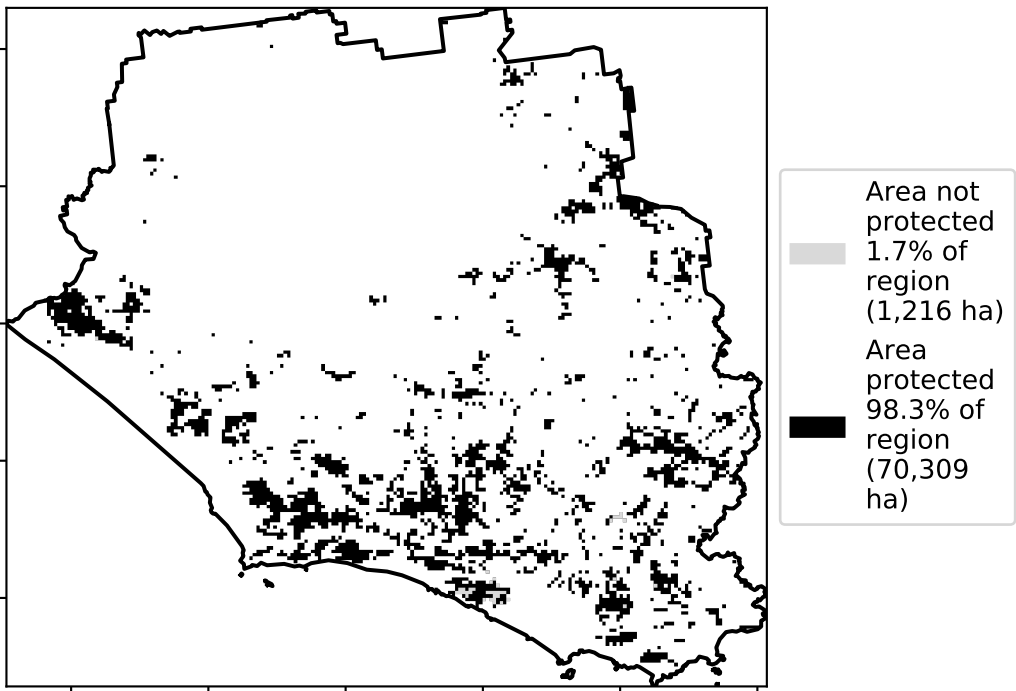 Area not
protected
1.7% of
region
(1,216 ha)
Area
protected
98.3% of
region
(70,309
ha)